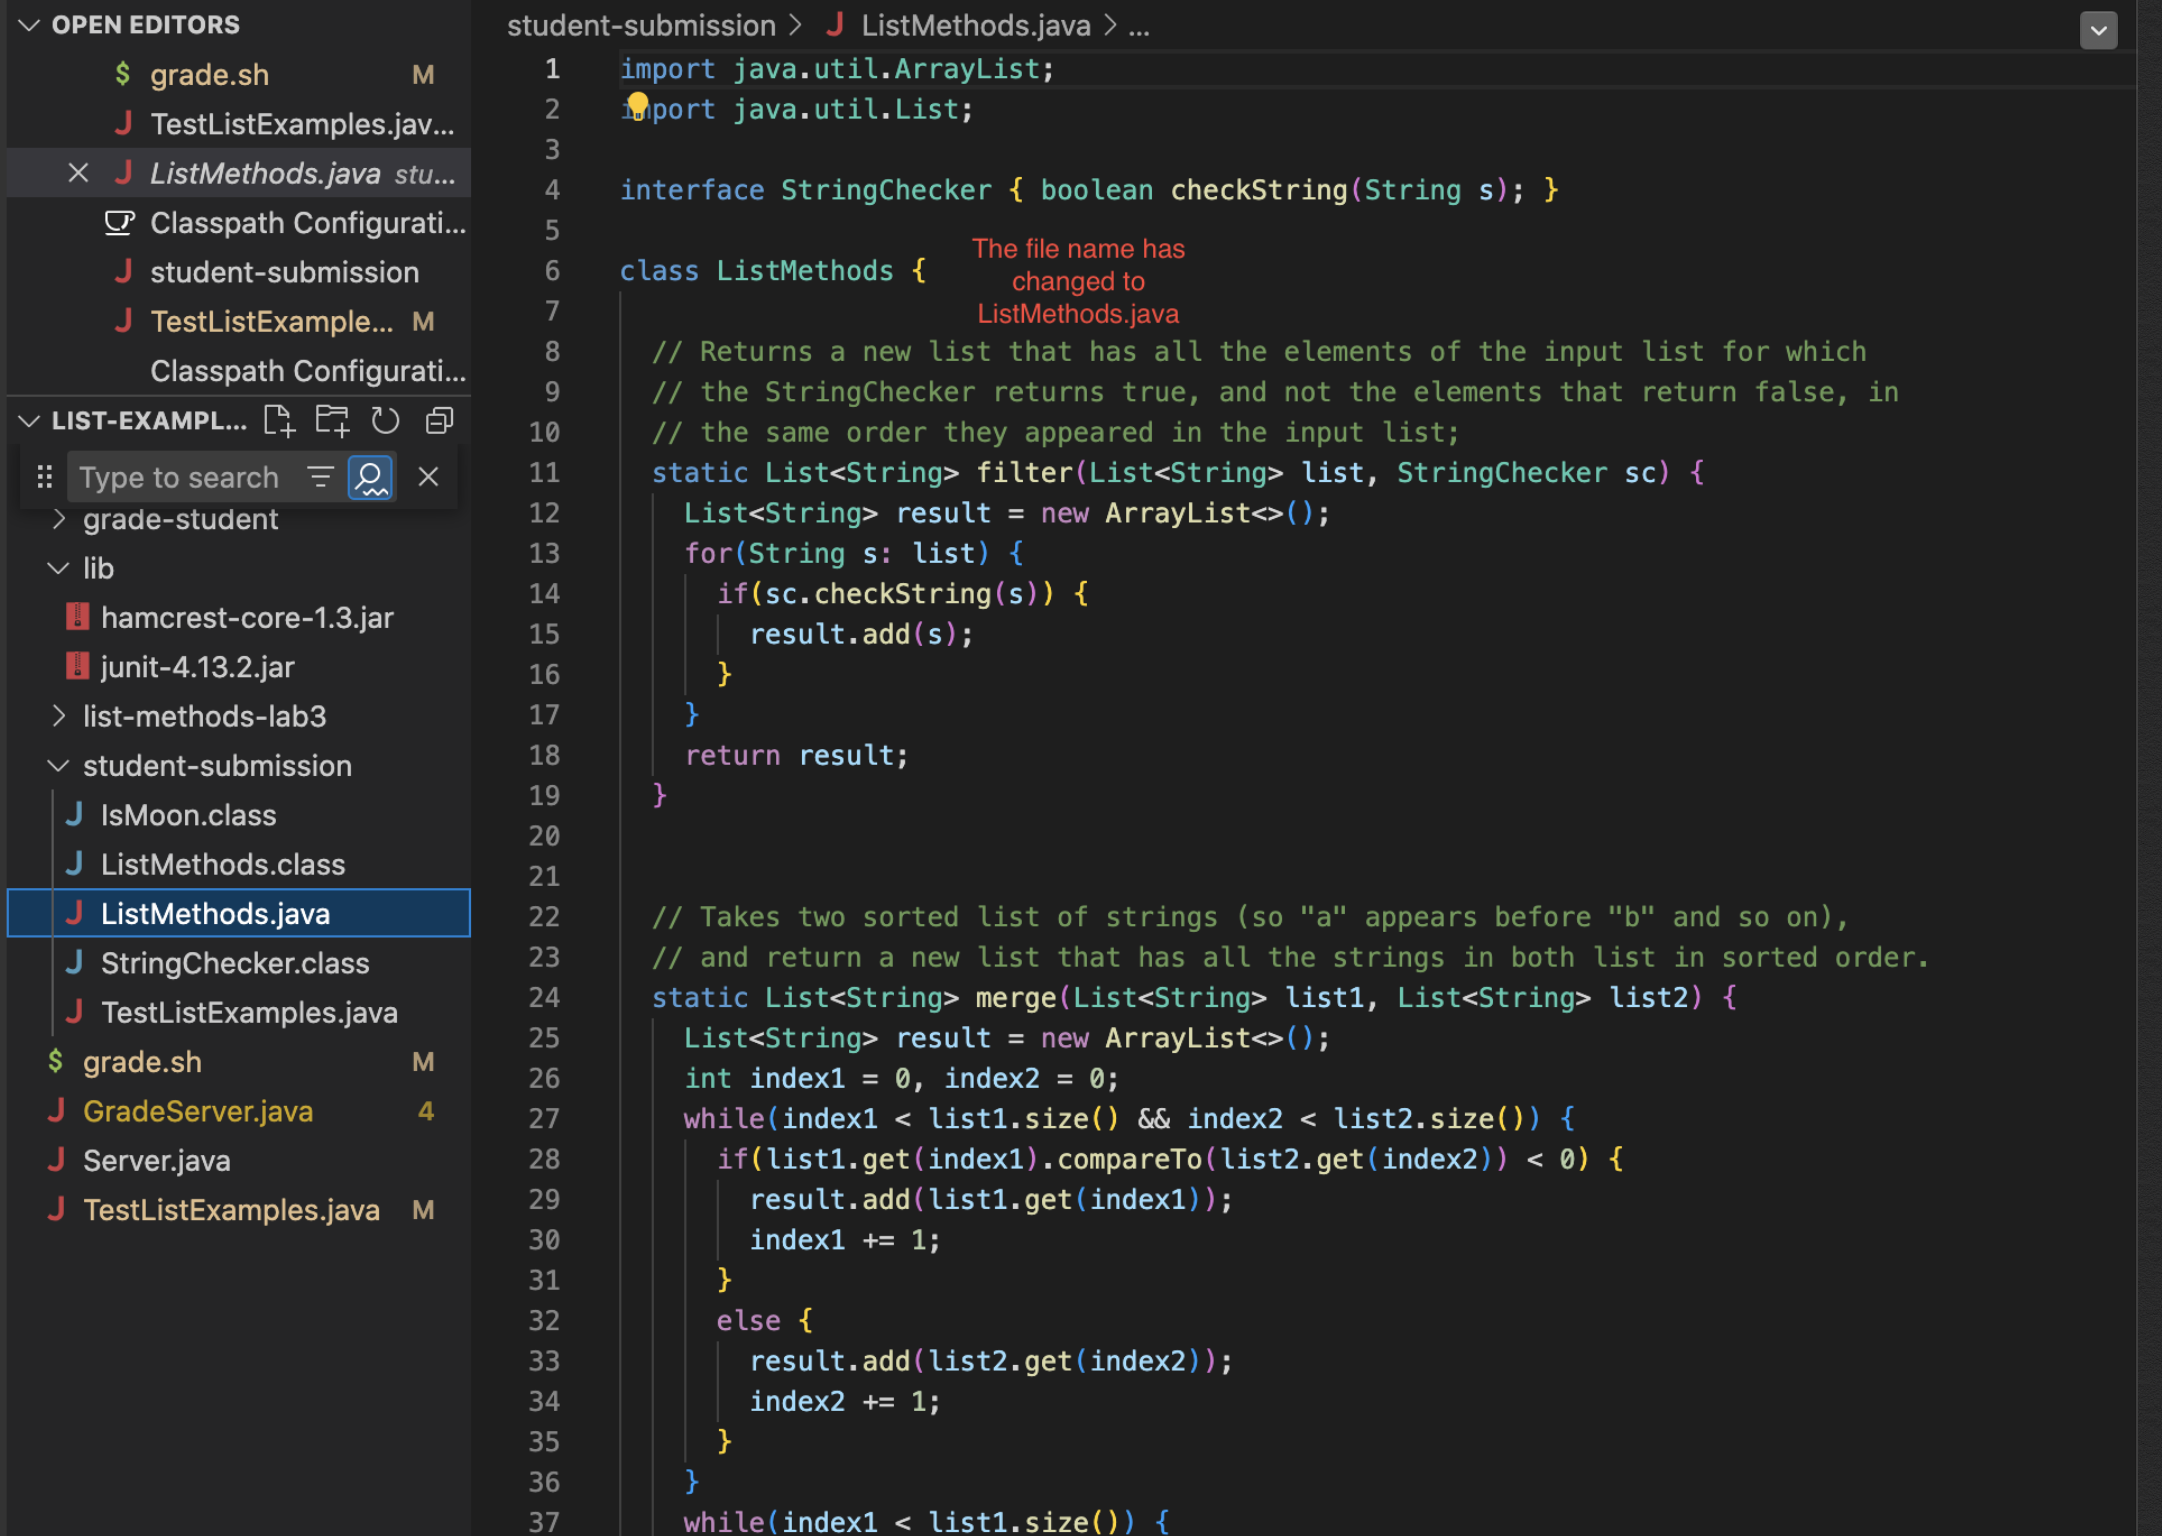 OPEN EDITORS
$ grade.sh M
J TestListExamples.jav...
J ListMethods.java stu...
Classpath Configurati...
J student-submission
J TestListExample... M
Classpath Configurati...
LIST-EXAMPL...
Type to search
grade-student
lib
hamcrest-core-1.3.jar
junit-4.13.2.jar
list-methods-lab3
student-submission
J IsMoon.class
J ListMethods.class
J ListMethods.java
J StringChecker.class
J TestListExamples.java
$ grade.sh M
J GradeServer.java 4
J Server.java
J TestListExamples.java M
student-submission > J ListMethods.java > ...
1 import java.util.ArrayList;
2 import java.util.List;
3
4 interface StringChecker { boolean checkString(String s); }
5
6 class ListMethods {
The file name has
changed to
ListMethods.java
7
8 // Returns a new list that has all the elements of the input list for which
9 // the StringChecker returns true, and not the elements that return false, in
10 // the same order they appeared in the input list;
11 static List<String> filter(List<String> list, StringChecker sc) {
12 List<String> result = new ArrayList<>();
13 for(String s: list) {
14 if(sc.checkString(s)) {
15 result.add(s);
16 }
17 }
18 return result;
19 }
20
21
22 // Takes two sorted list of strings (so "a" appears before "b" and so on),
23 // and return a new list that has all the strings in both list in sorted order.
24 static List<String> merge(List<String> list1, List<String> list2) {
25 List<String> result = new ArrayList<>();
26 int index1 = 0, index2 = 0;
27 while(index1 < list1.size() && index2 < list2.size()) {
28 if(list1.get(index1).compareTo(list2.get(index2)) < 0) {
29 result.add(list1.get(index1));
30 index1 += 1;
31 }
32 else {
33 result.add(list2.get(index2));
34 index2 += 1;
35 }
36 }
37 while(index1 < list1.size()) {